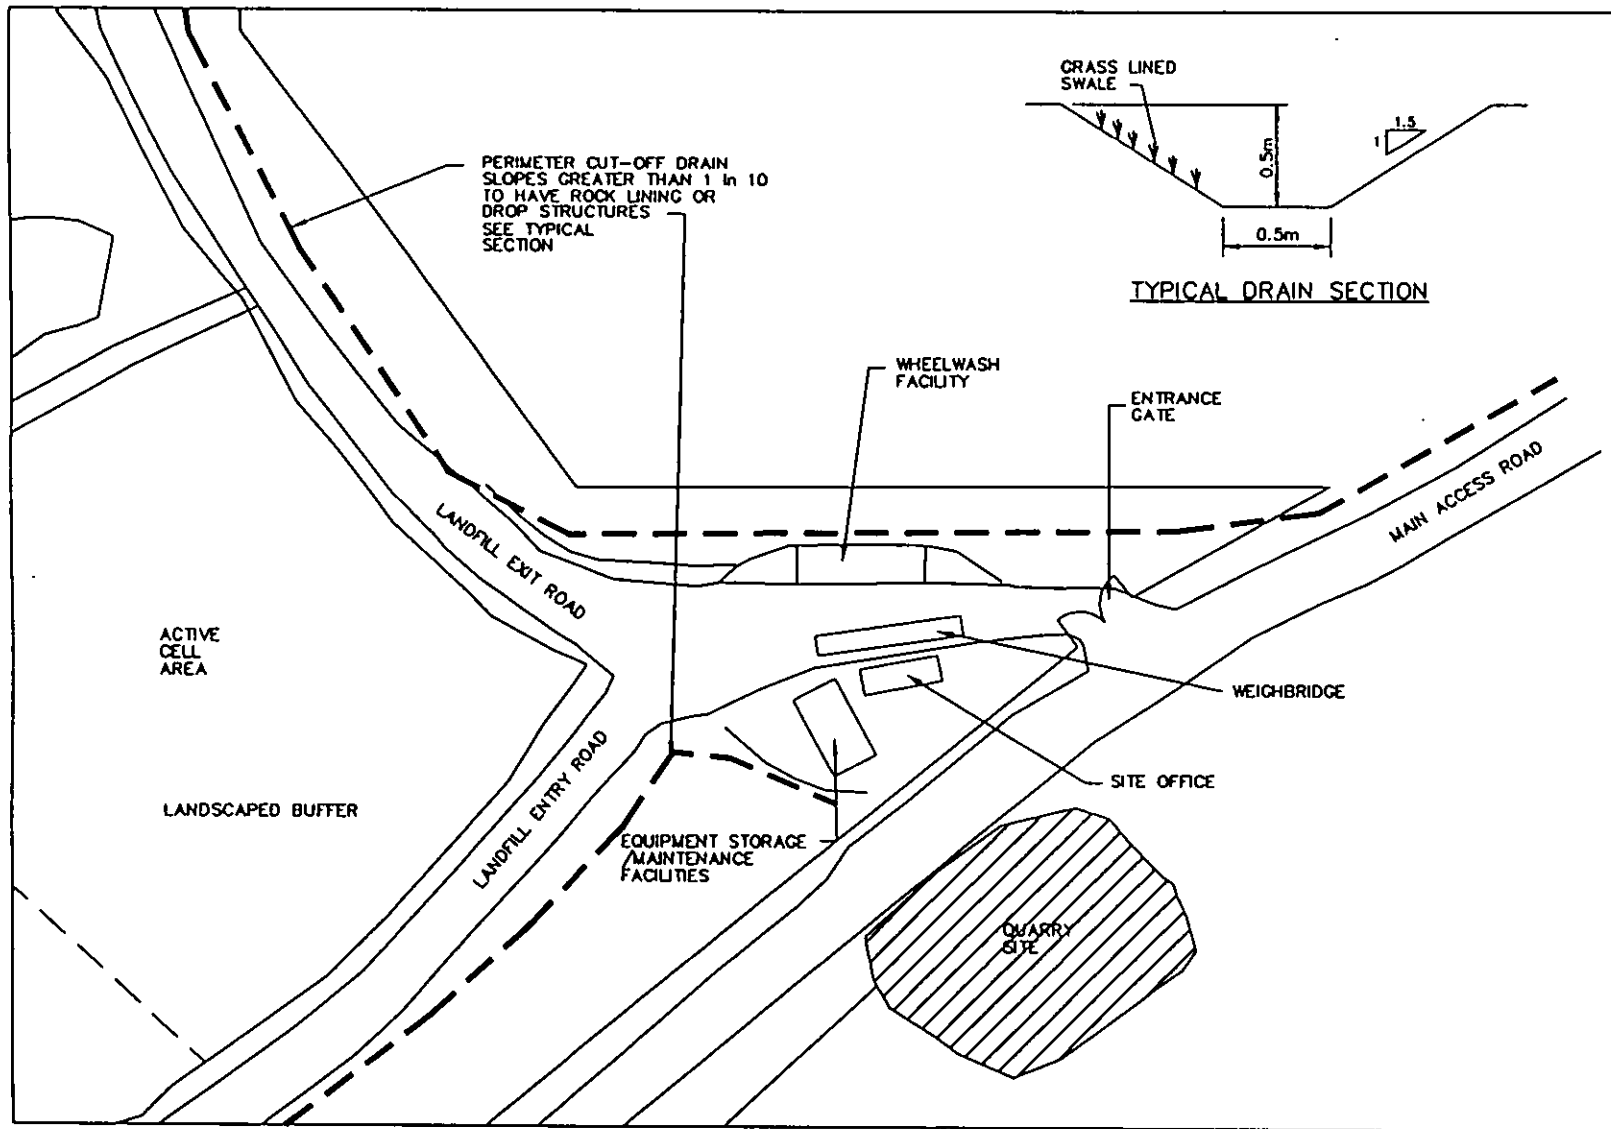 GRASS LINED
SWALE
1.5
1
0.5m
0.5m
TYPICAL DRAIN SECTION
PERIMETER CUT-OFF DRAIN
SLOPES GREATER THAN 1 in 10
TO HAVE ROCK LINING OR
DROP STRUCTURES
SEE TYPICAL
SECTION
WHEELWASH
FACILITY
ENTRANCE
GATE
MAIN ACCESS ROAD
LANDFILL EXIT ROAD
ACTIVE
CELL
AREA
WEIGHBRIDGE
SITE OFFICE
LANDSCAPED BUFFER
LANDFILL ENTRY ROAD
EQUIPMENT STORAGE
/MAINTENANCE
FACILITIES
QUARRY
SITE